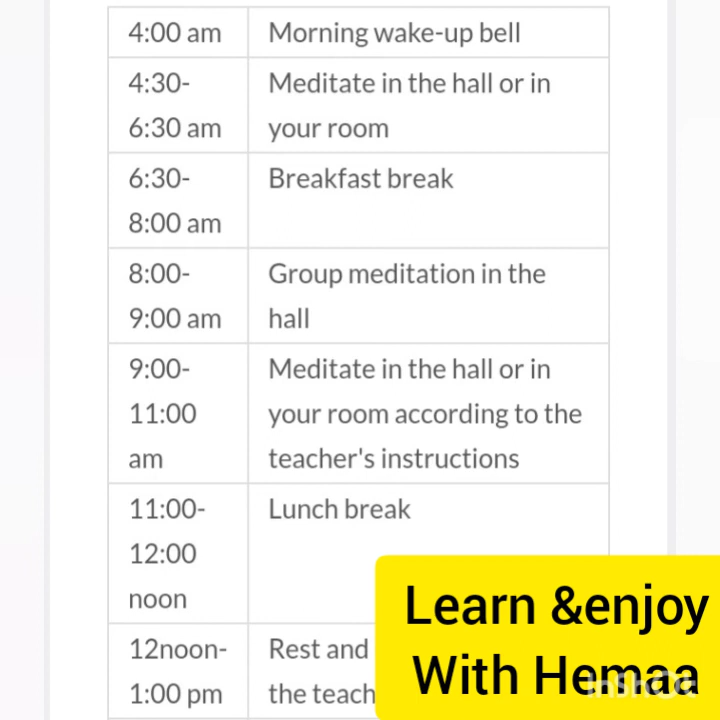 4:00 am Morning wake-up bell
4:30- Meditate in the hall or in
6:30 am your room
6:30- Breakfast break
8:00 am
8:00- Group meditation in the
9:00 am hall
9:00- Meditate in the hall or in
11:00 your room according to the
am teacher's instructions
11:00- Lunch break
12:00
noon
12noon- Rest and
1:00 pm the teach
Learn &enjoy
With Hemaa
InShOt